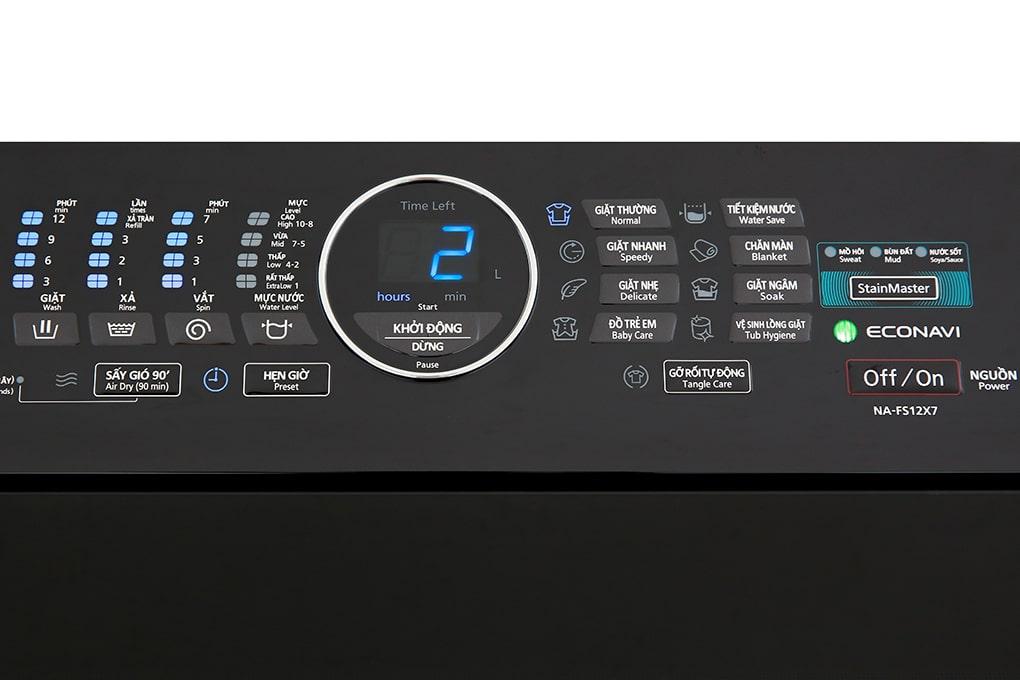 PHÚT
min
12
9
6
3
GIẶT
Wash
LẦN
times
XẢ TRÀN
Refill
3
2
1
XẢ
Rinse
PHÚT
min
7
5
3
1
VẮT
Spin
MỰC
Level
CAO
High 10-8
VỪA
Mid 7-5
THẤP
Low 4-2
RẤT THẤP
ExtraLow 1
MỰC NƯỚC
Water Level
Time Left
2
L
hours min
Start
KHỞI ĐỘNG
DỪNG
Pause
GIẶT THƯỜNG
Normal
TIẾT KIỆM NƯỚC
Water Save
GIẶT NHANH
Speedy
CHĂN MÀN
Blanket
GIẶT NHẸ
Delicate
GIẶT NGÂM
Soak
ĐỒ TRẺ EM
Baby Care
VỆ SINH LỒNG GIẶT
Tub Hygiene
GỠ RỐI TỰ ĐỘNG
Tangle Care
MỒ HÔI
Sweat
BÙN ĐẤT
Mud
NƯỚC SỐT
Soya/Sauce
StainMaster
ECONAVI
Off/On
NGUỒN
Power
NA-FS12X7
SẤY GIÓ 90'
Air Dry (90 min)
HẸN GIỜ
Preset